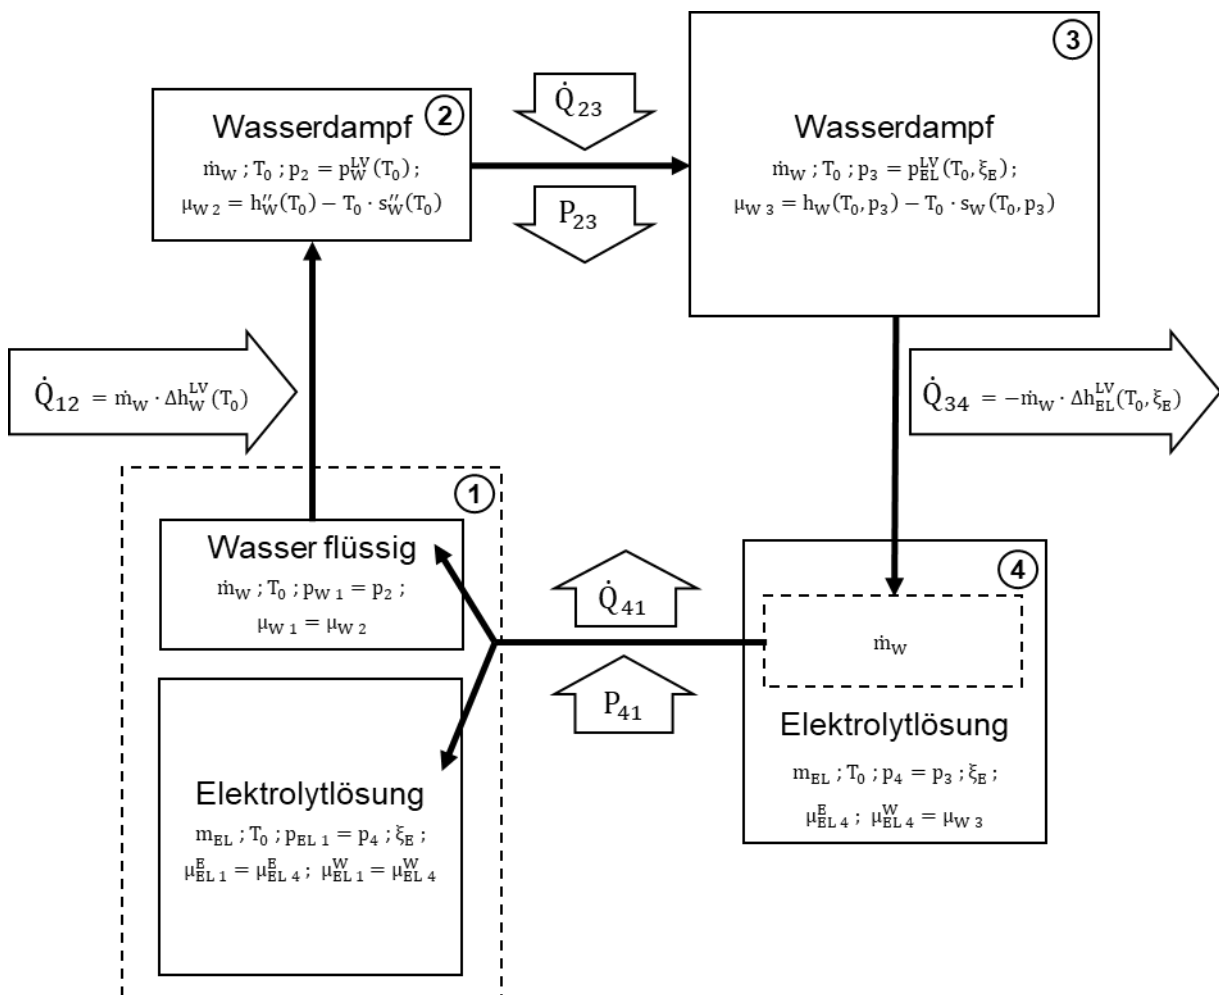 3
Wasserdampf
ṁ_W ; T_0 ; p_3 = p_EL^LV(T_0, ξ_E) ;
μ_W 3 = h_W(T_0, p_3) − T_0 · s_W(T_0, p_3)
2
Wasserdampf
ṁ_W ; T_0 ; p_2 = p_W^LV(T_0) ;
μ_W 2 = h_W″(T_0) − T_0 · s_W″(T_0)
Q̇_23
P_23
Q̇_12 = ṁ_W · Δh_W^LV(T_0)
Q̇_34 = −ṁ_W · Δh_EL^LV(T_0, ξ_E)
1
Wasser flüssig
ṁ_W ; T_0 ; p_W 1 = p_2 ;
μ_W 1 = μ_W 2
Elektrolytlösung
m_EL ; T_0 ; p_EL 1 = p_4 ; ξ_E ;
μ_EL 1^E = μ_EL 4^E ; μ_EL 1^W = μ_EL 4^W
Q̇_41
P_41
4
ṁ_W
Elektrolytlösung
m_EL ; T_0 ; p_4 = p_3 ; ξ_E ;
μ_EL 4^E ; μ_EL 4^W = μ_W 3